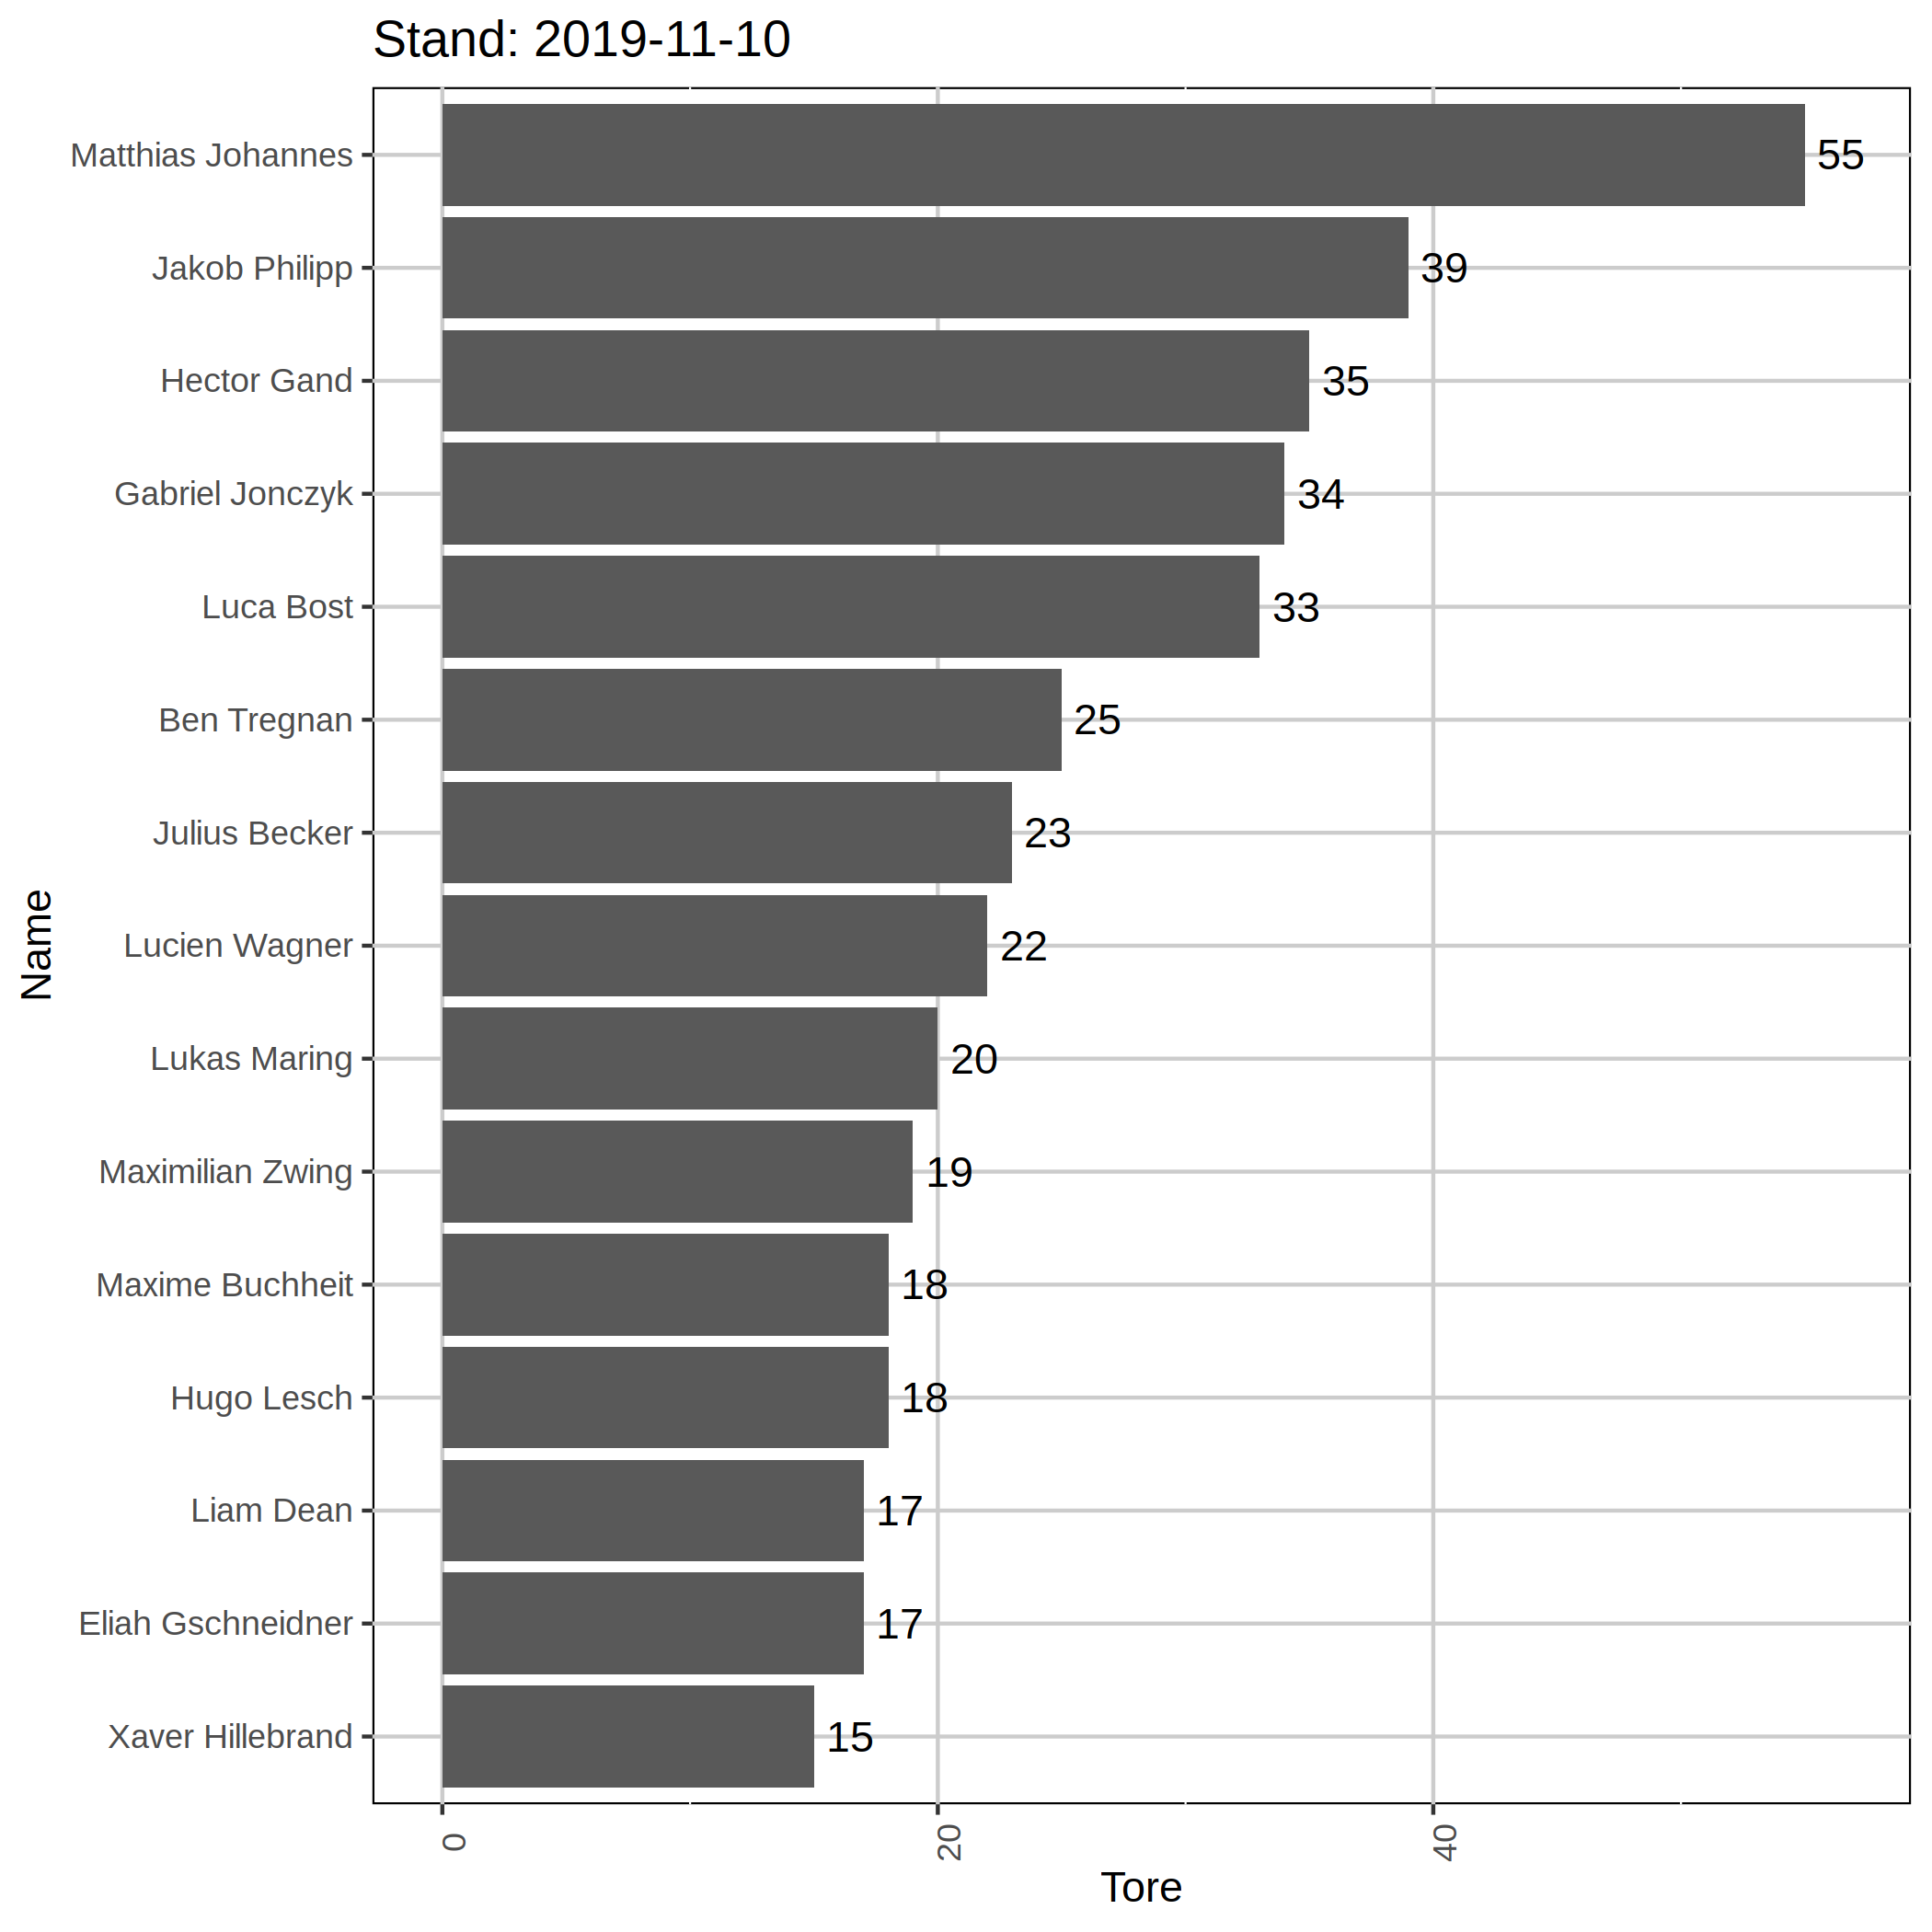 Stand: 2019-11-10
Matthias Johannes 55
Jakob Philipp 39
Hector Gand 35
Gabriel Jonczyk 34
Luca Bost 33
Ben Tregnan 25
Julius Becker 23
Lucien Wagner 22
Lukas Maring 20
Maximilian Zwing 19
Maxime Buchheit 18
Hugo Lesch 18
Liam Dean 17
Eliah Gschneidner 17
Xaver Hillebrand 15
Name
0 20 40
Tore